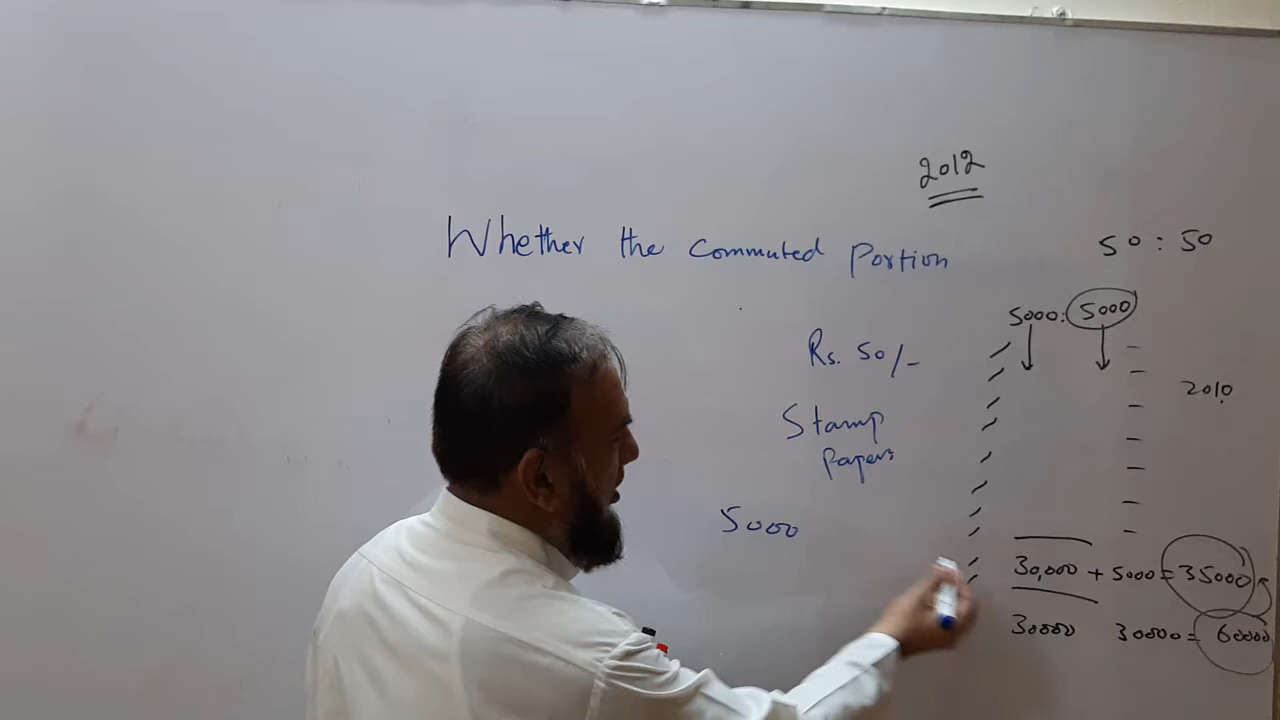 2012
Whether the commuted Portion
50 : 50
5000: 5000
Rs. 50/-
2010
Stamp
Papers
5000
30,000 + 5000 = 35000
30000 30000 = 60000